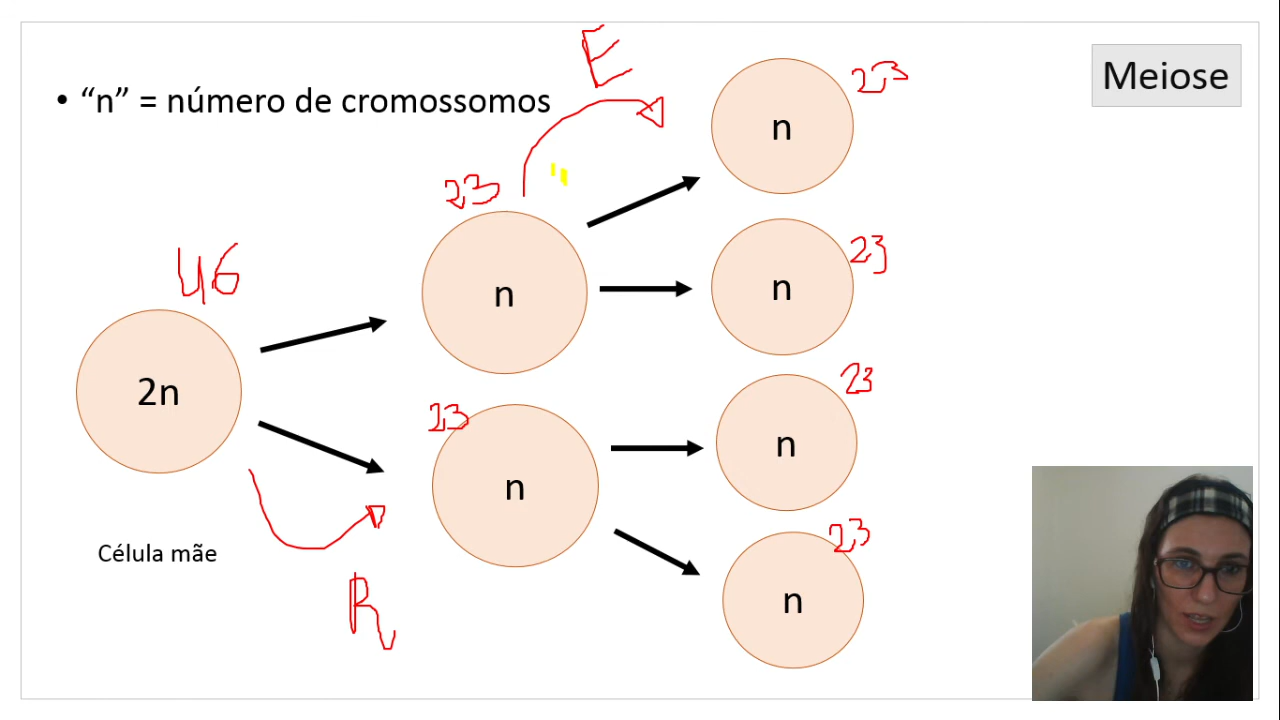 Meiose
• “n” = número de cromossomos
E
23
n
23
n
46
2n
23
n
23
n
23
n
23
n
Célula mãe
R